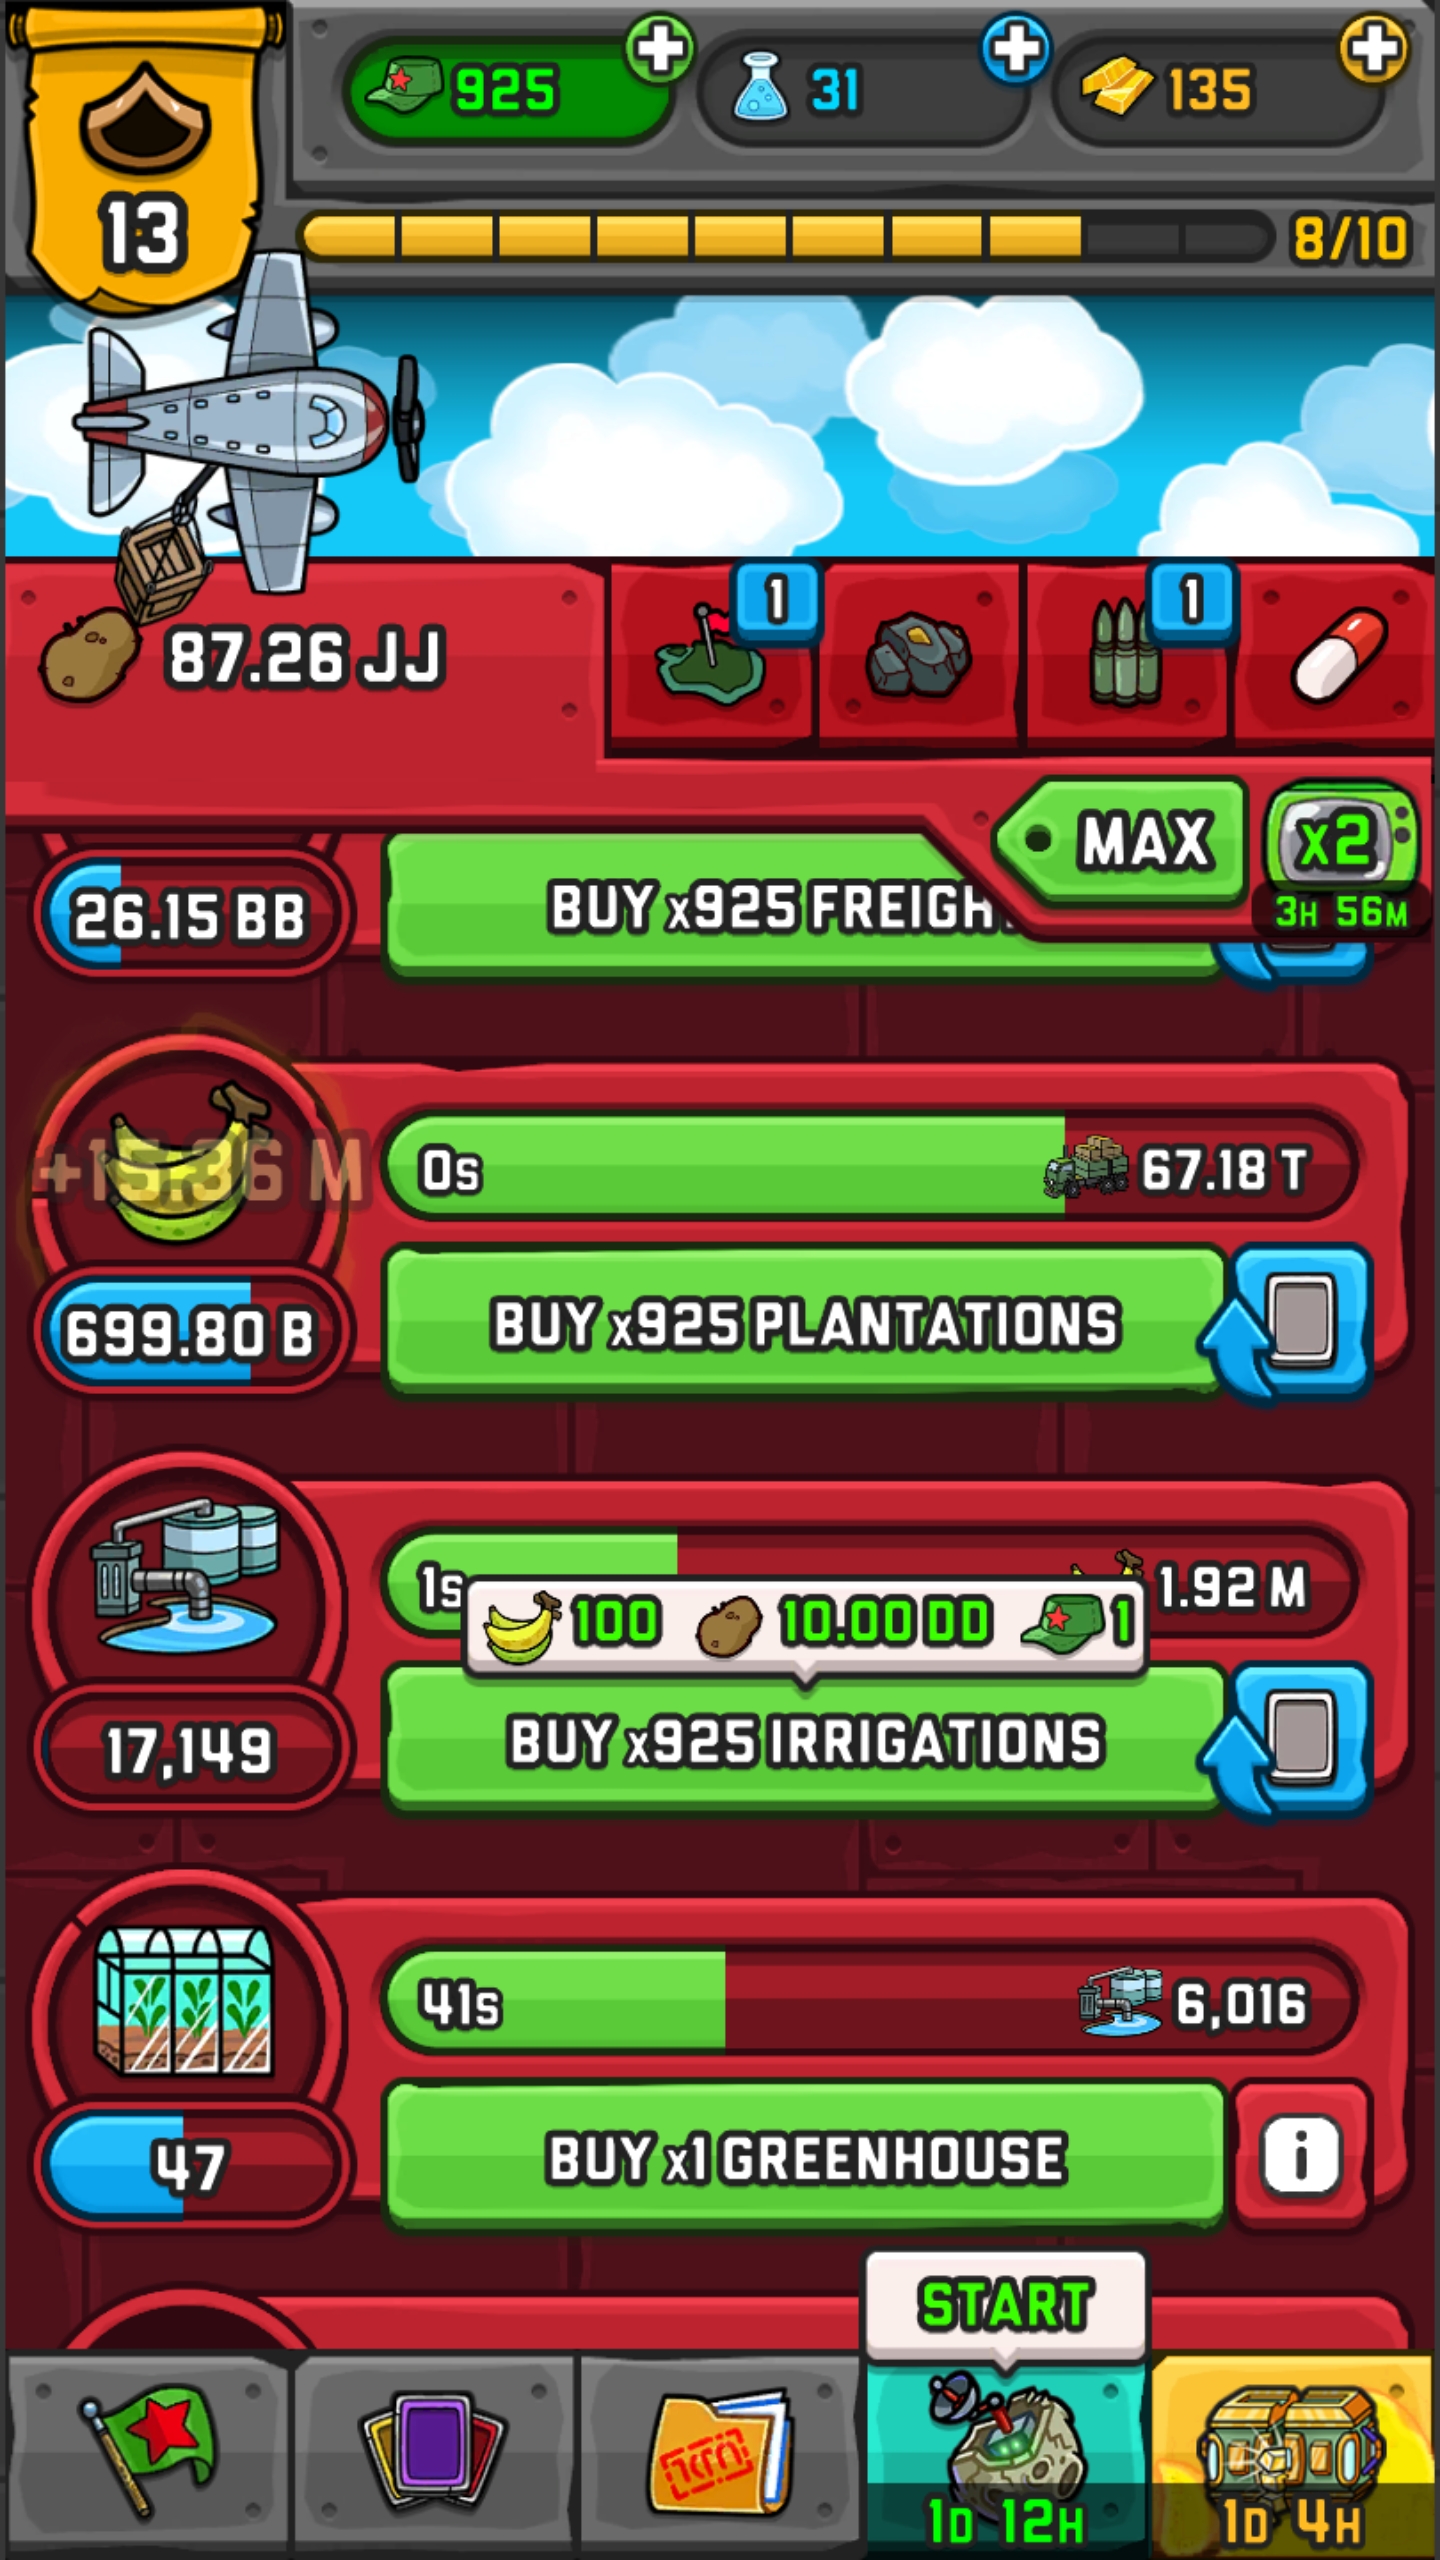 925
31
135
13
8/10
1
1
87.26 JJ
MAX
x2
3H 56M
26.15 BB
BUY x925
+15.36 M
0s
67.18 T
699.80 B
BUY x925 PLANTATIONS
1s
1.92 M
100
10.00 DD
1
17,149
BUY x925 IRRIGATIONS
41s
6,016
47
BUY x1 GREENHOUSE
i
START
1D 12H
1D 4H